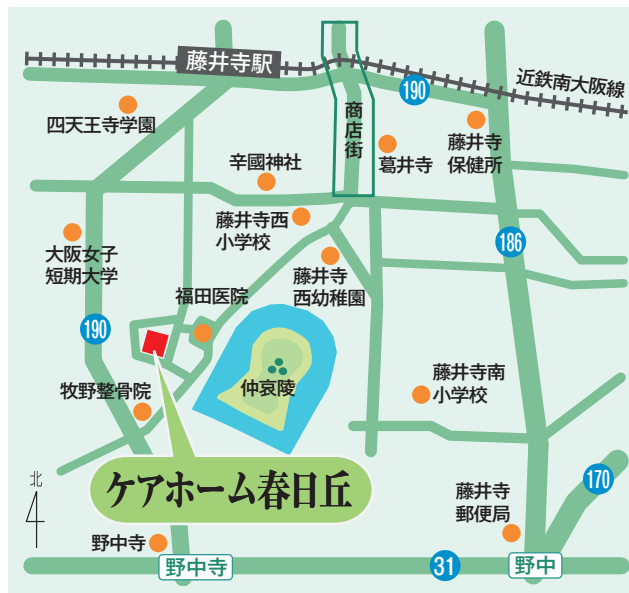 藤井寺駅
近鉄南大阪線
190
商店街
四天王寺学園
葛井寺
藤井寺
保健所
辛國神社
藤井寺西
小学校
186
大阪女子
短期大学
藤井寺
西幼稚園
福田医院
190
仲哀陵
藤井寺南
小学校
牧野整骨院
ケアホーム春日丘
北
170
藤井寺
郵便局
野中寺
野中寺
31
野中